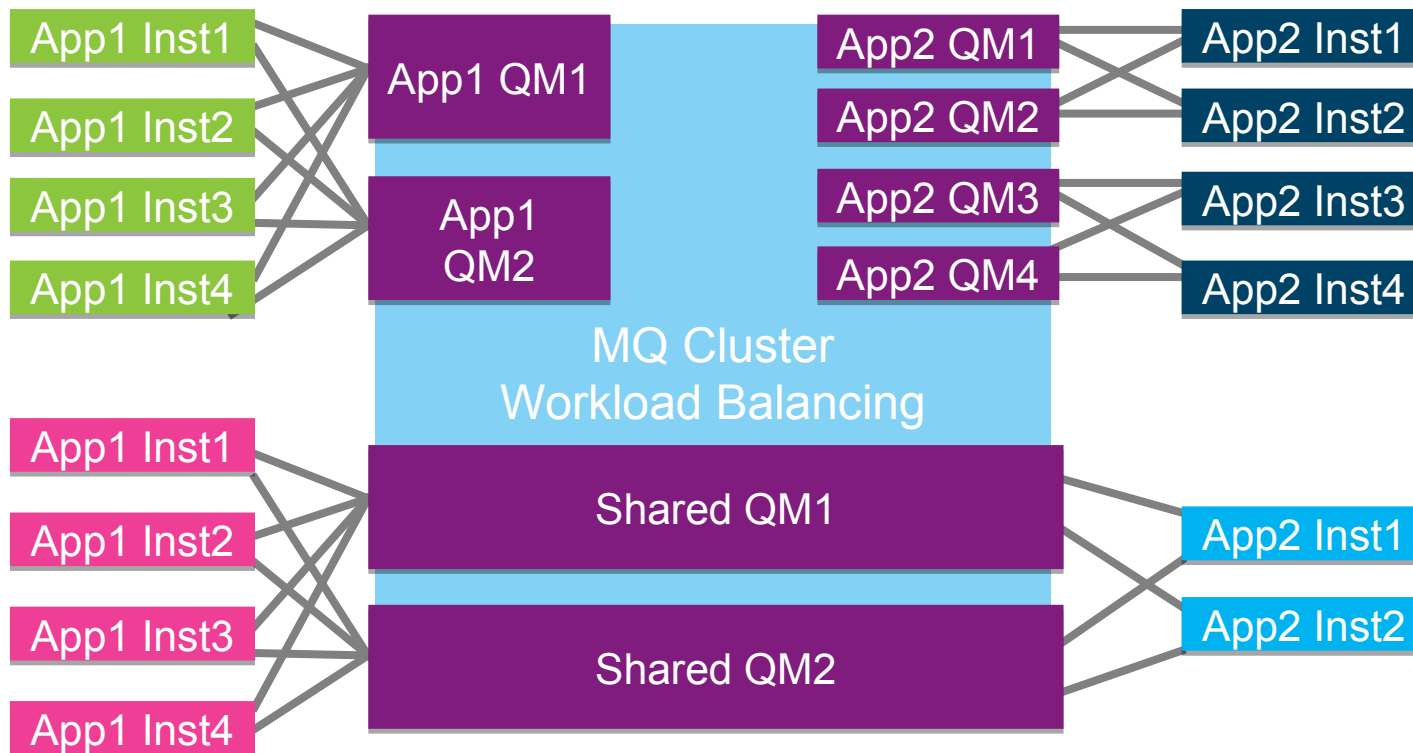 App1 Inst1
App1 Inst2
App1 Inst3
App1 Inst4
App1 QM1
App1
QM2
App2 QM1
App2 QM2
App2 QM3
App2 QM4
App2 Inst1
App2 Inst2
App2 Inst3
App2 Inst4
MQ Cluster
Workload Balancing
App1 Inst1
App1 Inst2
App1 Inst3
App1 Inst4
Shared QM1
Shared QM2
App2 Inst1
App2 Inst2